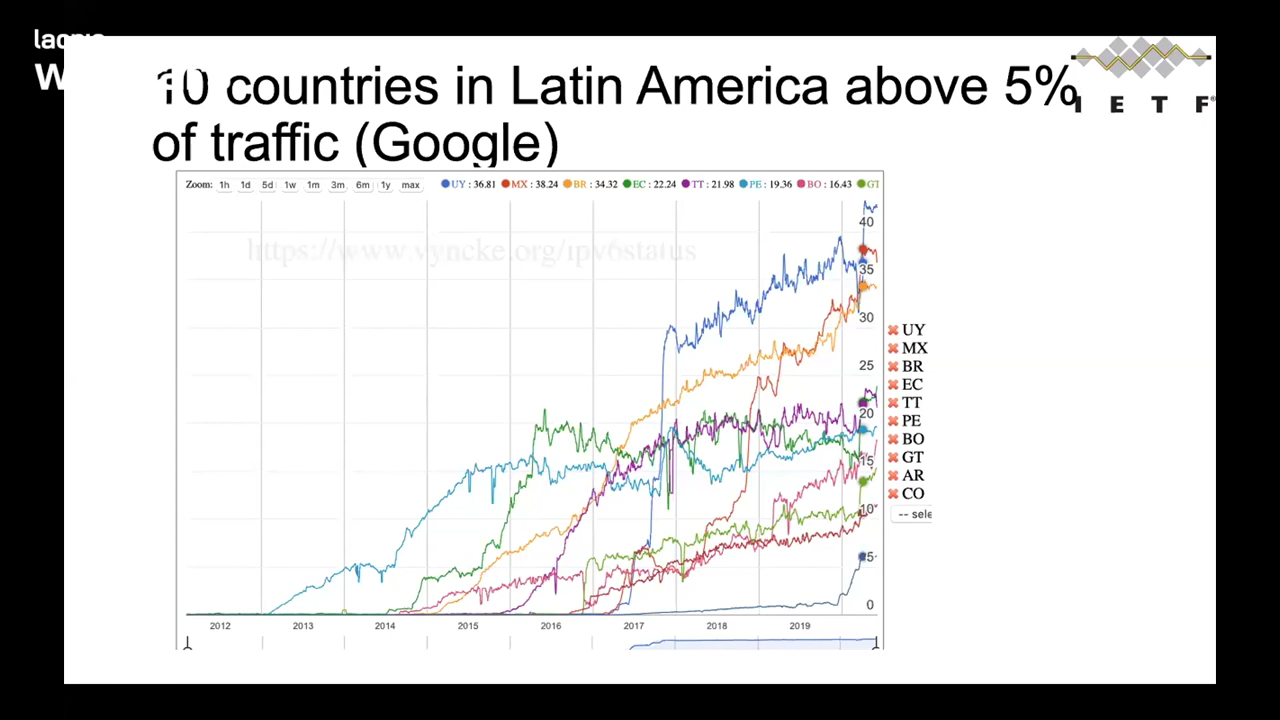 lacnic
W
10 countries in Latin America above 5%
of traffic (Google)
I E T F®
Zoom: 1h 1d 5d 1w 1m 3m 6m 1y max
UY : 36.81 MX : 38.24 BR : 34.32 EC : 22.24 TT : 21.98 PE : 19.36 BO : 16.43 GT
https://www.vyncke.org/ipv6status
40
35
30
25
20
15
10
5
0
2012 2013 2014 2015 2016 2017 2018 2019
UY
MX
BR
EC
TT
PE
BO
GT
AR
CO
-- sele